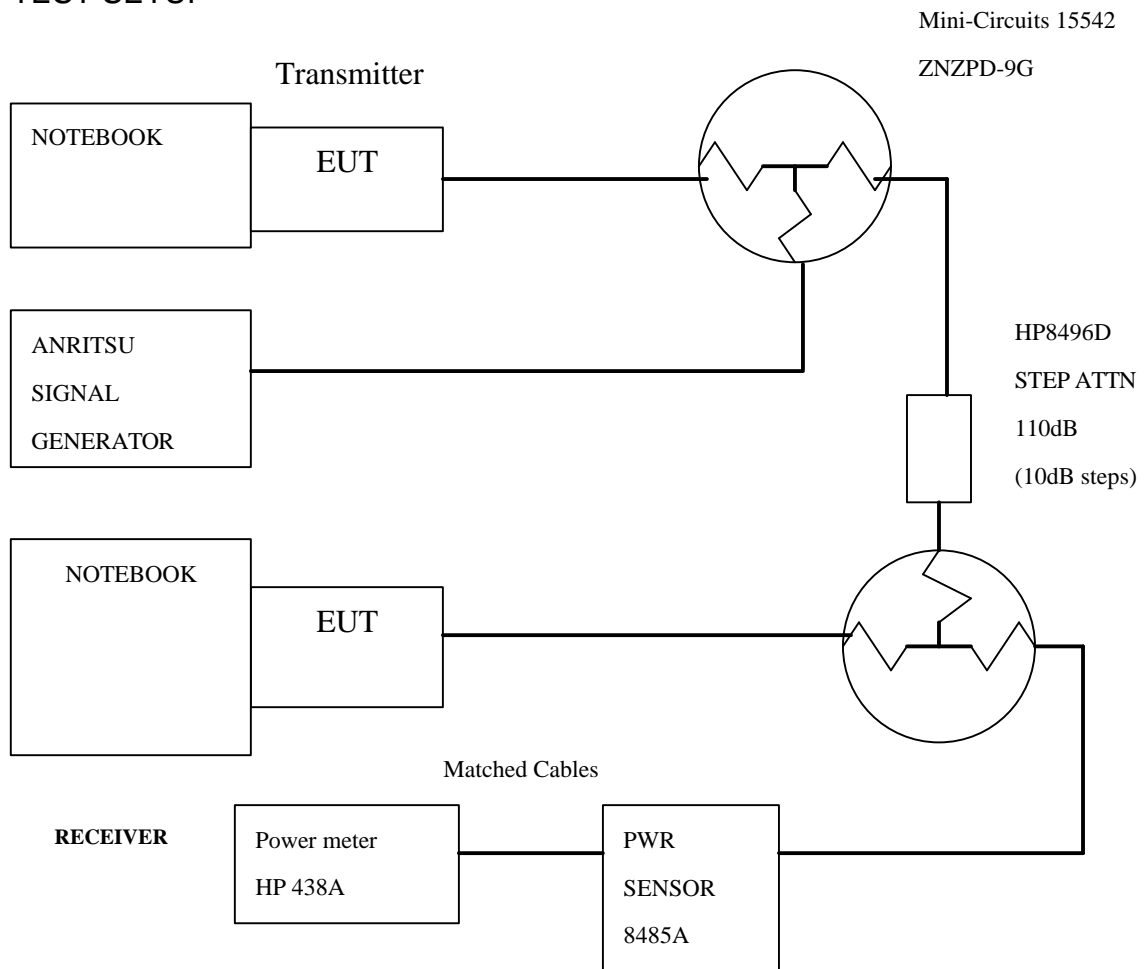 Mini-Circuits 15542
ZNZPD-9G
Transmitter
NOTEBOOK
EUT
ANRITSU
SIGNAL
GENERATOR
HP8496D
STEP ATTN
110dB
(10dB steps)
NOTEBOOK
EUT
Matched Cables
RECEIVER
Power meter
HP 438A
PWR
SENSOR
8485A